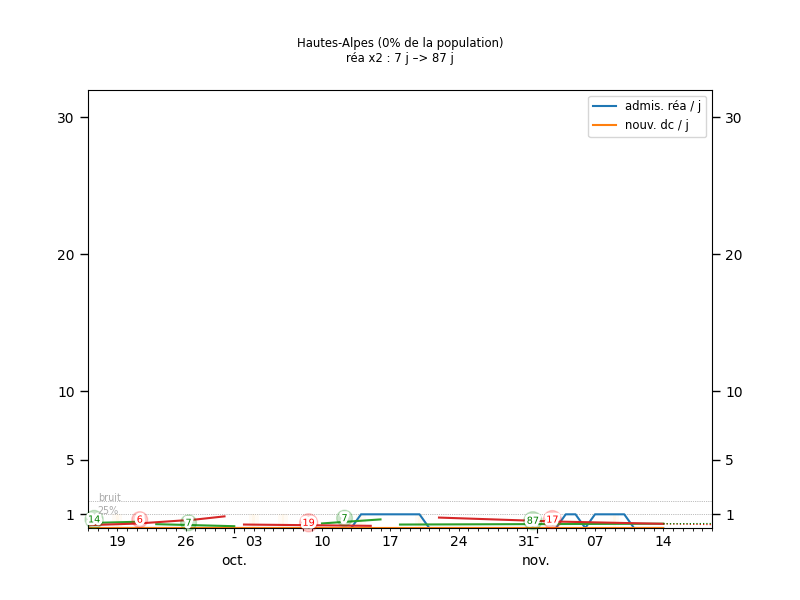 Hautes-Alpes (0% de la population)
réa x2 : 7 j –> 87 j
admis. réa / j
nouv. dc / j
30 30
20 20
10 10
5 5
bruit
25%
1 1
14 6 7 19 7 87 17
19 26 - 03 10 17 24 31- 07 14
oct. nov.